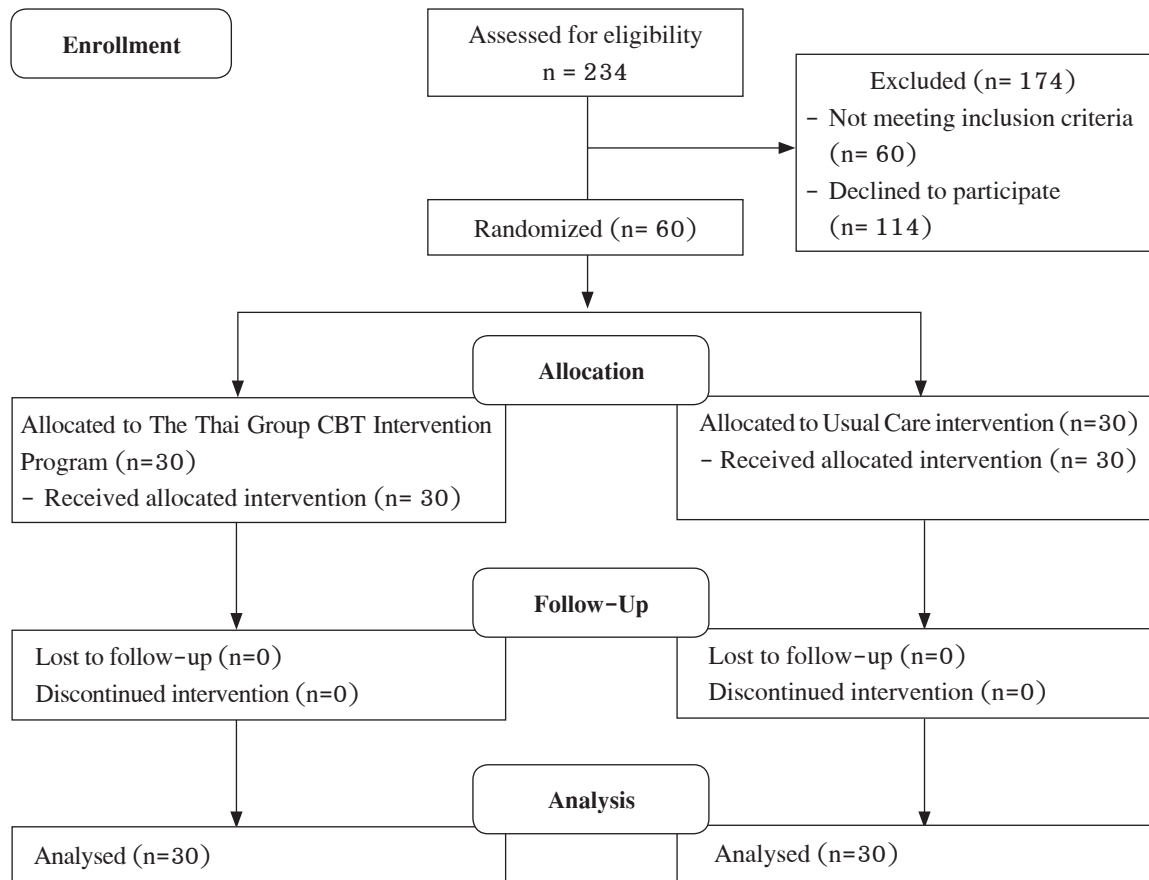 Enrollment
Assessed for eligibility
n = 234
Excluded (n= 174)
- Not meeting inclusion criteria
(n= 60)
- Declined to participate
(n= 114)
Randomized (n= 60)
Allocation
Allocated to The Thai Group CBT Intervention
Program (n=30)
- Received allocated intervention (n= 30)
Allocated to Usual Care intervention (n=30)
- Received allocated intervention (n= 30)
Follow-Up
Lost to follow-up (n=0)
Discontinued intervention (n=0)
Lost to follow-up (n=0)
Discontinued intervention (n=0)
Analysis
Analysed (n=30)
Analysed (n=30)